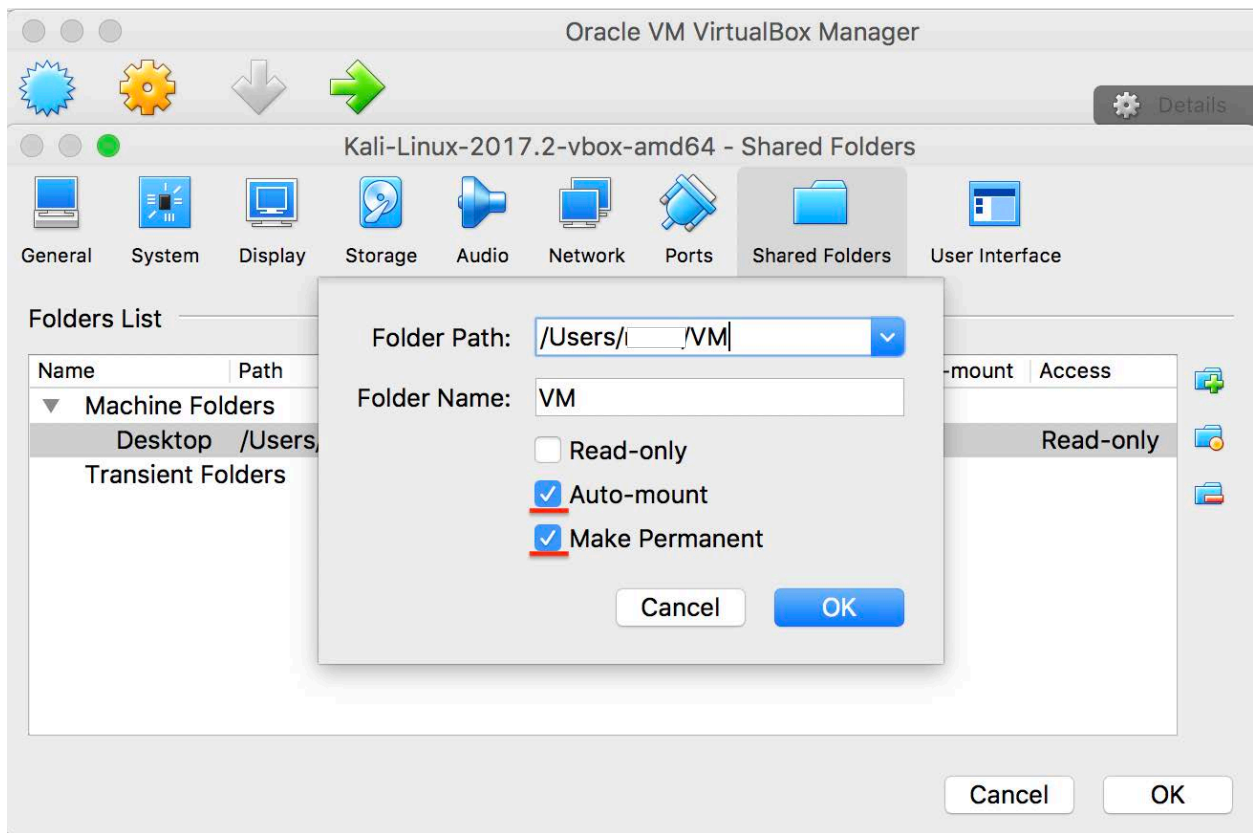 Oracle VM VirtualBox Manager
Details
Kali-Linux-2017.2-vbox-amd64 - Shared Folders
General System Display Storage Audio Network Ports Shared Folders User Interface
Folders List
Folder Path: /Users/ /VM
Name Path -mount Access
Folder Name: VM
Machine Folders
Desktop /Users/ Read-only
Read-only
Transient Folders
Auto-mount
Make Permanent
Cancel OK
Cancel OK